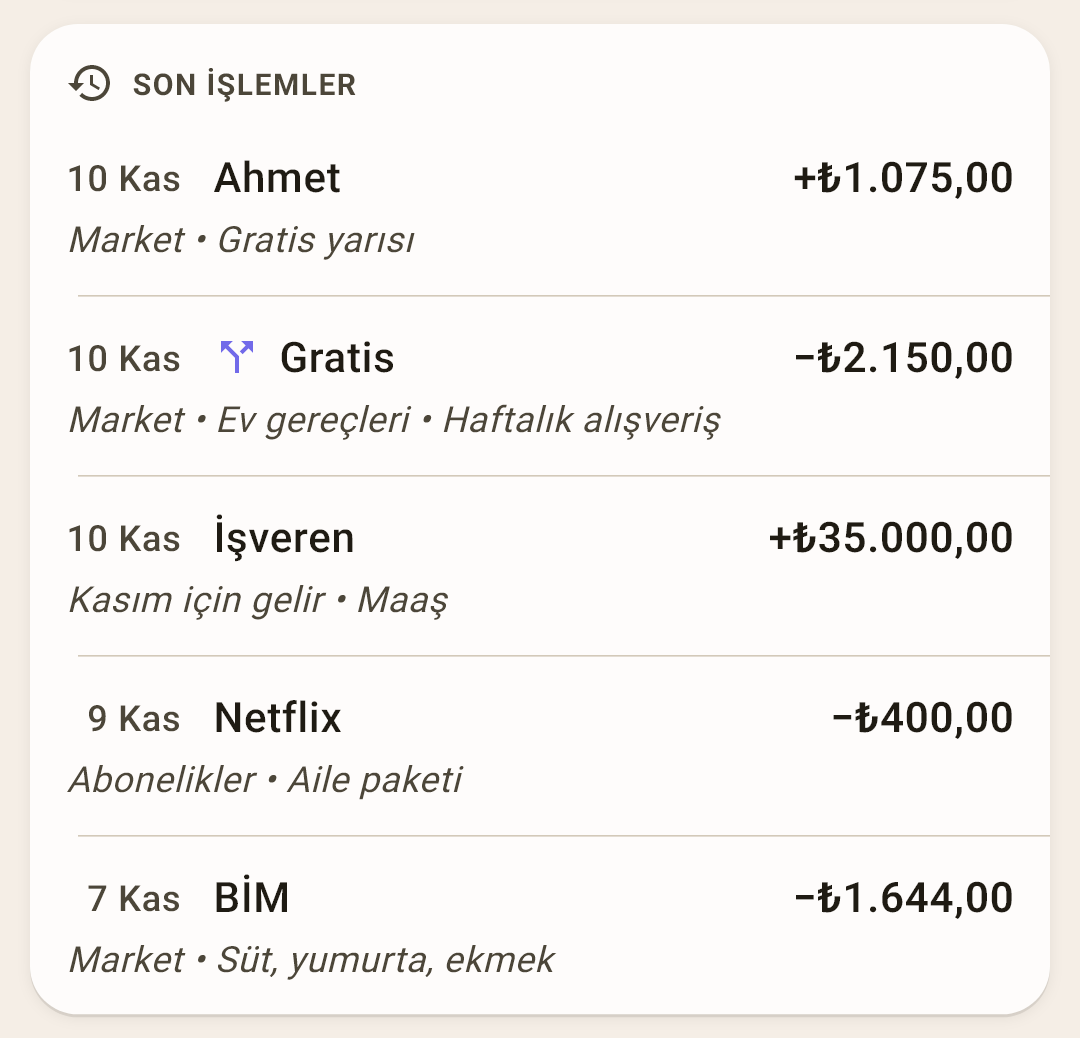 SON İŞLEMLER
10 Kas Ahmet +₺1.075,00
Market • Gratis yarısı
10 Kas Gratis −₺2.150,00
Market • Ev gereçleri • Haftalık alışveriş
10 Kas İşveren +₺35.000,00
Kasım için gelir • Maaş
9 Kas Netflix −₺400,00
Abonelikler • Aile paketi
7 Kas BİM −₺1.644,00
Market • Süt, yumurta, ekmek